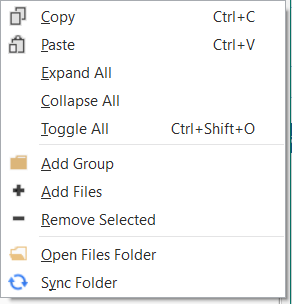 Copy Ctrl+C
Paste Ctrl+V
Expand All
Collapse All
Toggle All Ctrl+Shift+O
Add Group
Add Files
Remove Selected
Open Files Folder
Sync Folder